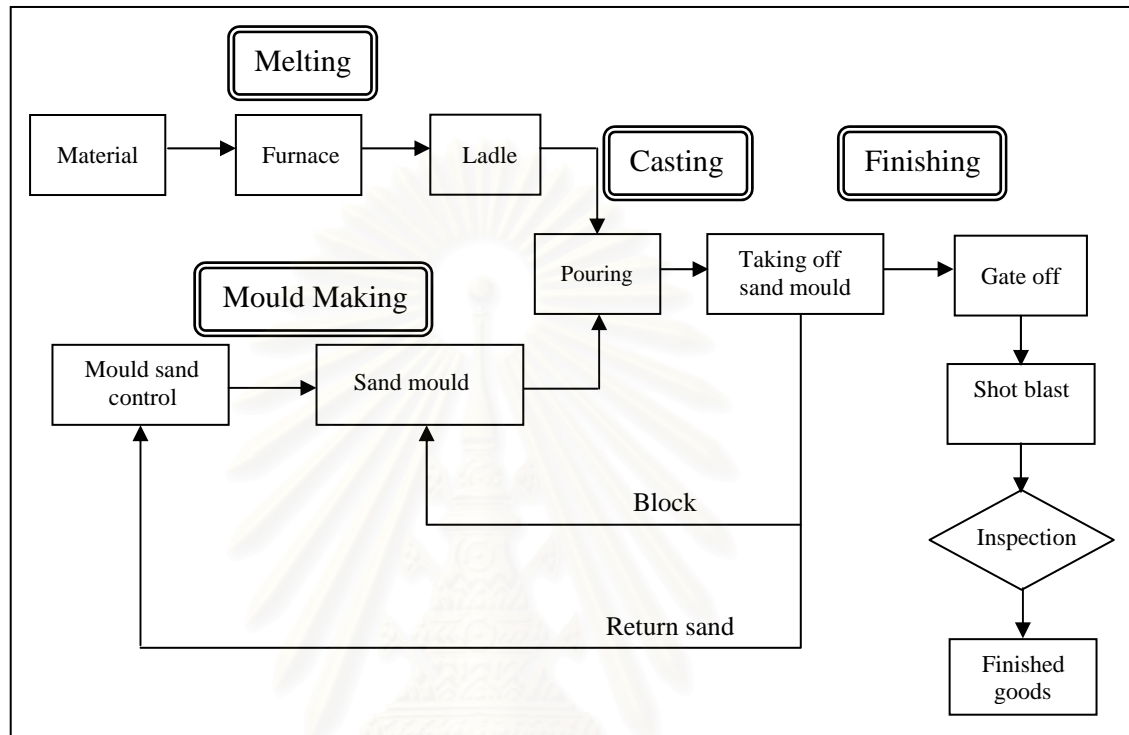 Melting
Material
Furnace
Ladle
Casting
Finishing
Pouring
Taking off
sand mould
Gate off
Mould Making
Mould sand
control
Sand mould
Shot blast
Block
Inspection
Return sand
Finished
goods